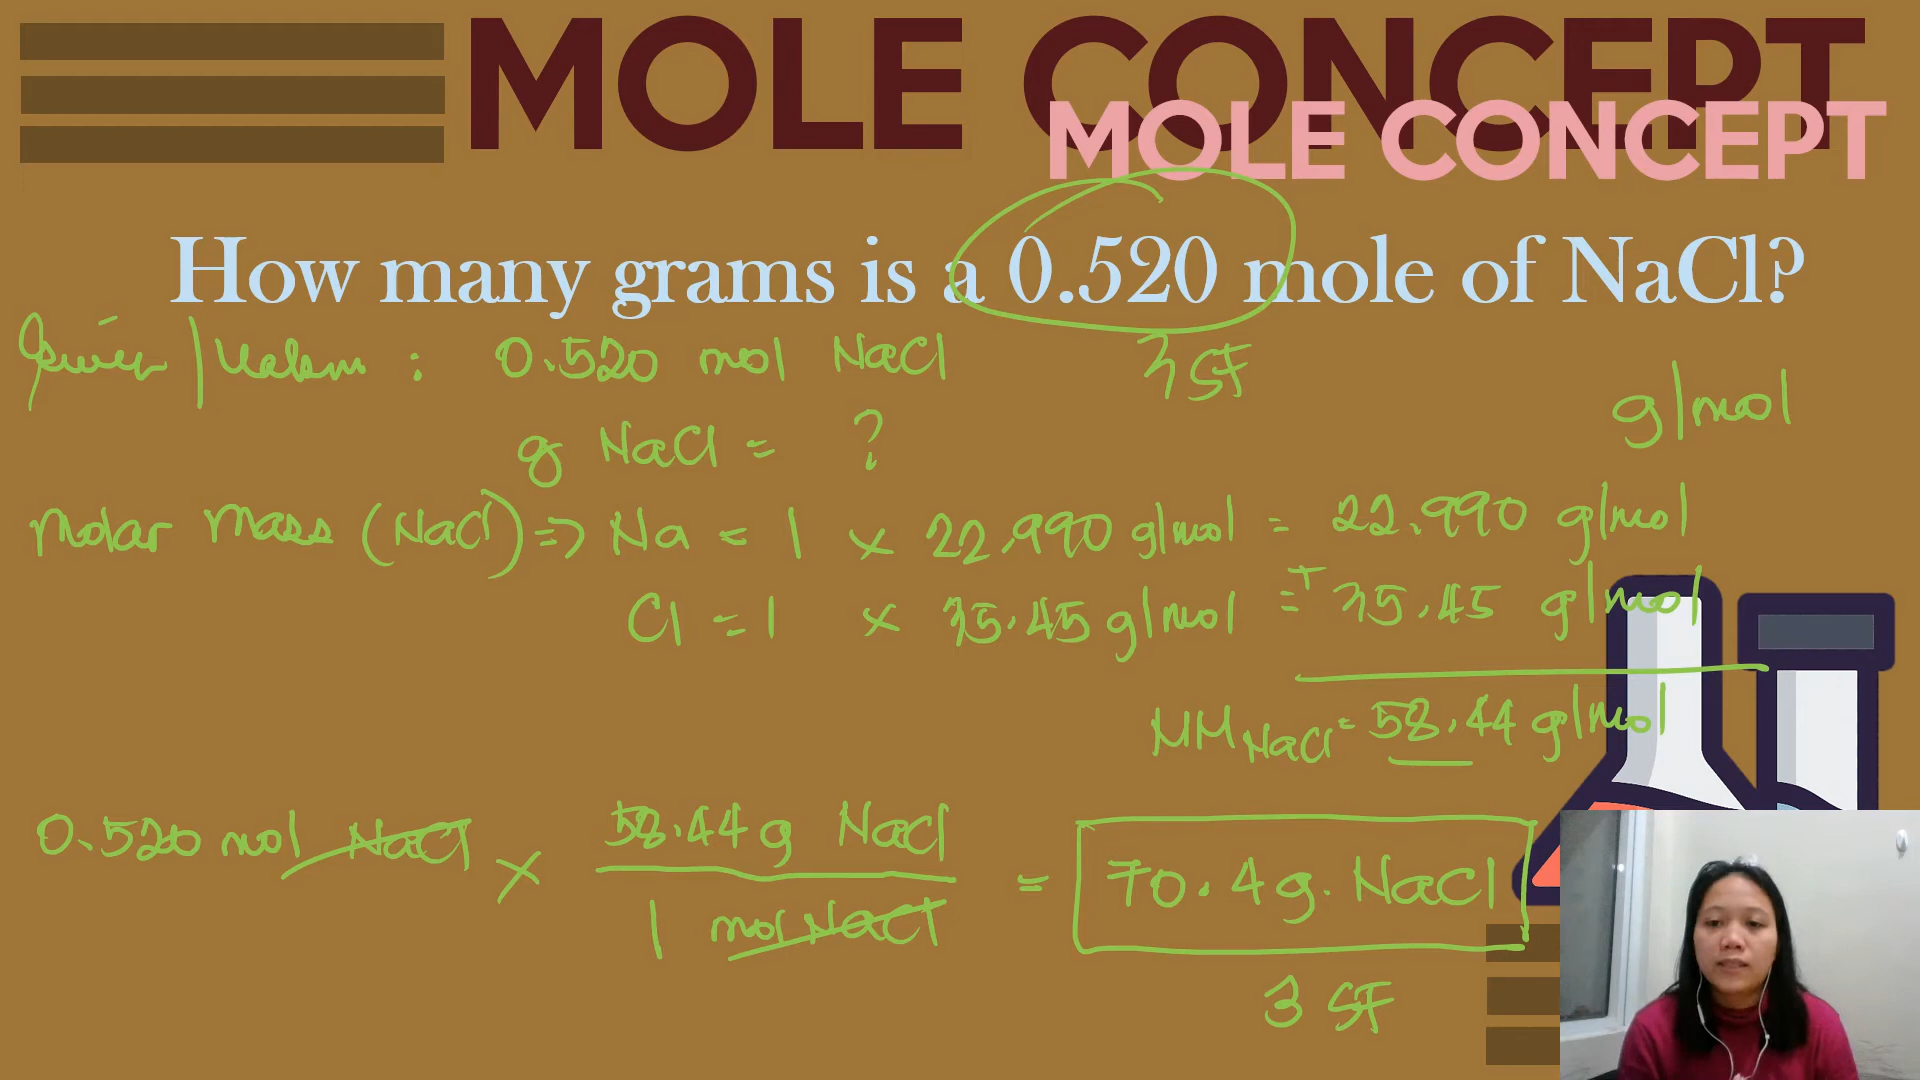 MOLE CONCEPT
MOLE CONCEPT
How many grams is a 0.520 mole of NaCl?
Given / : 0.520 mol NaCl
3 SF
g/mol
g NaCl = ?
Molar Mass (NaCl) => Na = 1 x 22.990 g/mol = 22.990 g/mol
Cl = 1 x 35.45 g/mol = + 35.45 g/mol
MM NaCl = 58.44 g/mol
0.520 mol NaCl x 58.44 g NaCl / 1 mol NaCl = 70.4 g. NaCl
3 SF